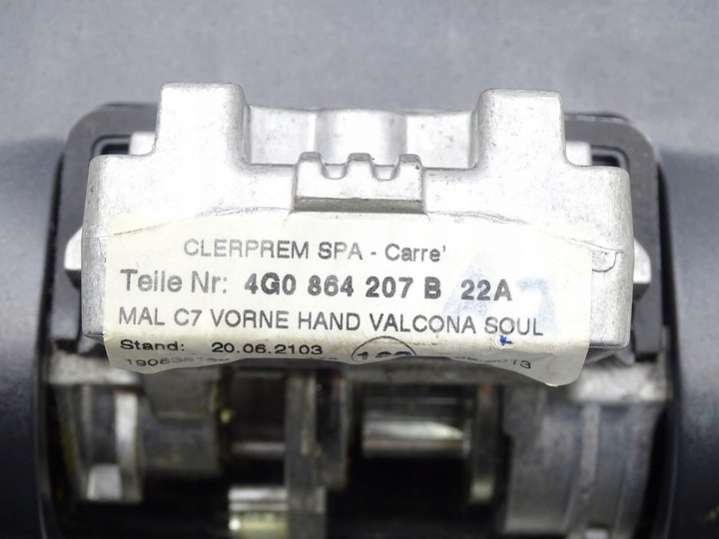 CLERPREM SPA - Carre'
Teile Nr: 4G0 864 207 B 22A
MAL C7 VORNE HAND VALCONA SOUL
Stand: 20.06.2103